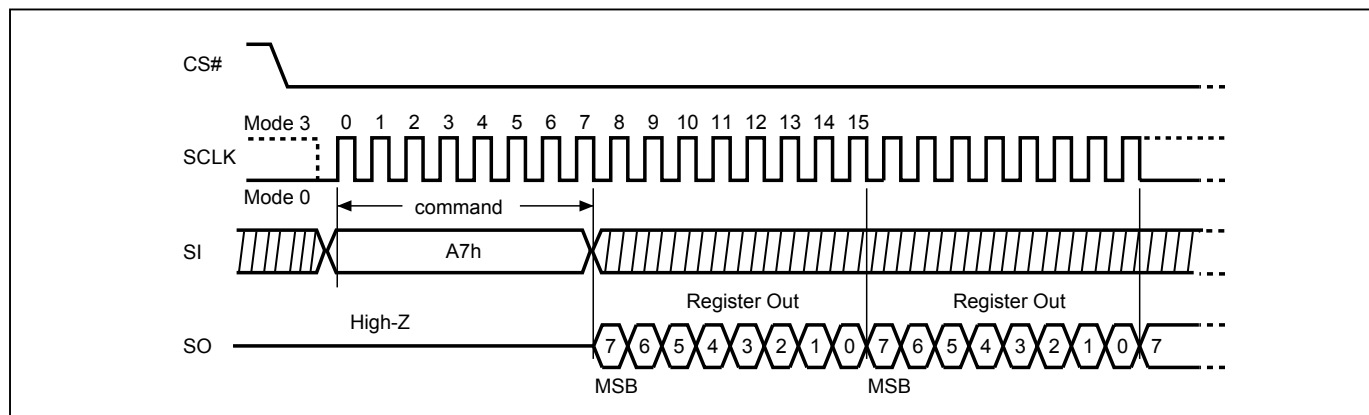 CS#
Mode 3
0 1 2 3 4 5 6 7 8 9 10 11 12 13 14 15
SCLK
Mode 0
command
SI
A7h
Register Out
Register Out
High-Z
SO
7 6 5 4 3 2 1 0 7 6 5 4 3 2 1 0 7
MSB
MSB